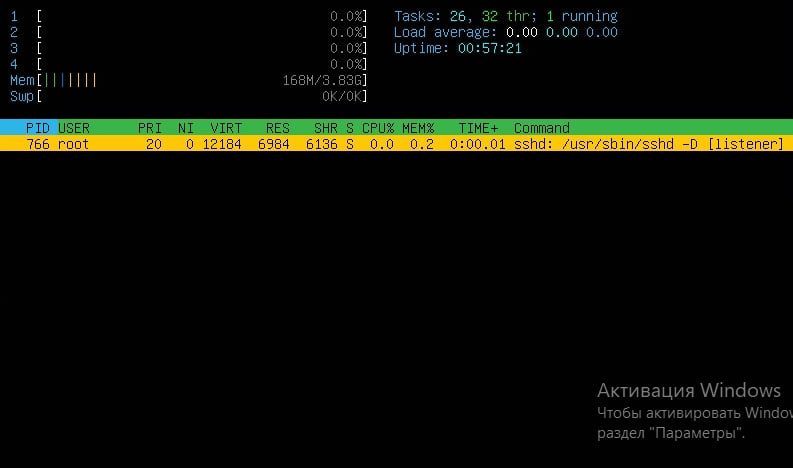 1 [ 0.0%] Tasks: 26, 32 thr; 1 running
2 [ 0.0%] Load average: 0.00 0.00 0.00
3 [ 0.0%] Uptime: 00:57:21
4 [ 0.0%]
Mem[||||||| 168M/3.83G]
Swp[ 0K/0K]
PID USER PRI NI VIRT RES SHR S CPU% MEM% TIME+ Command
766 root 20 0 12184 6984 6136 S 0.0 0.2 0:00.01 sshd: /usr/sbin/sshd -D [listener]
Активация Windows
Чтобы активировать Window
раздел "Параметры".